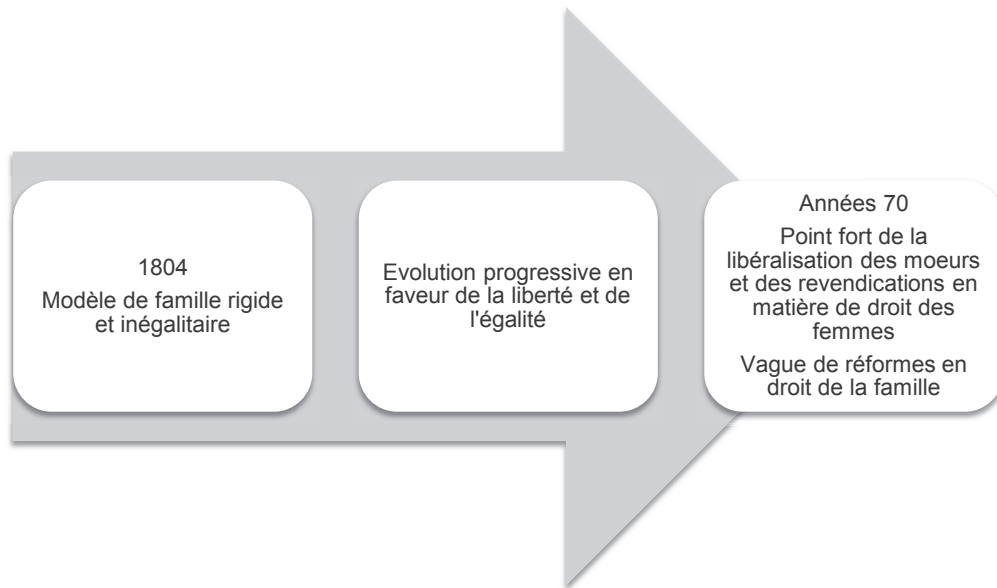 1804
Modèle de famille rigide
et inégalitaire
Evolution progressive en
faveur de la liberté et de
l'égalité
Années 70
Point fort de la
libéralisation des moeurs
et des revendications en
matière de droit des
femmes
Vague de réformes en
droit de la famille